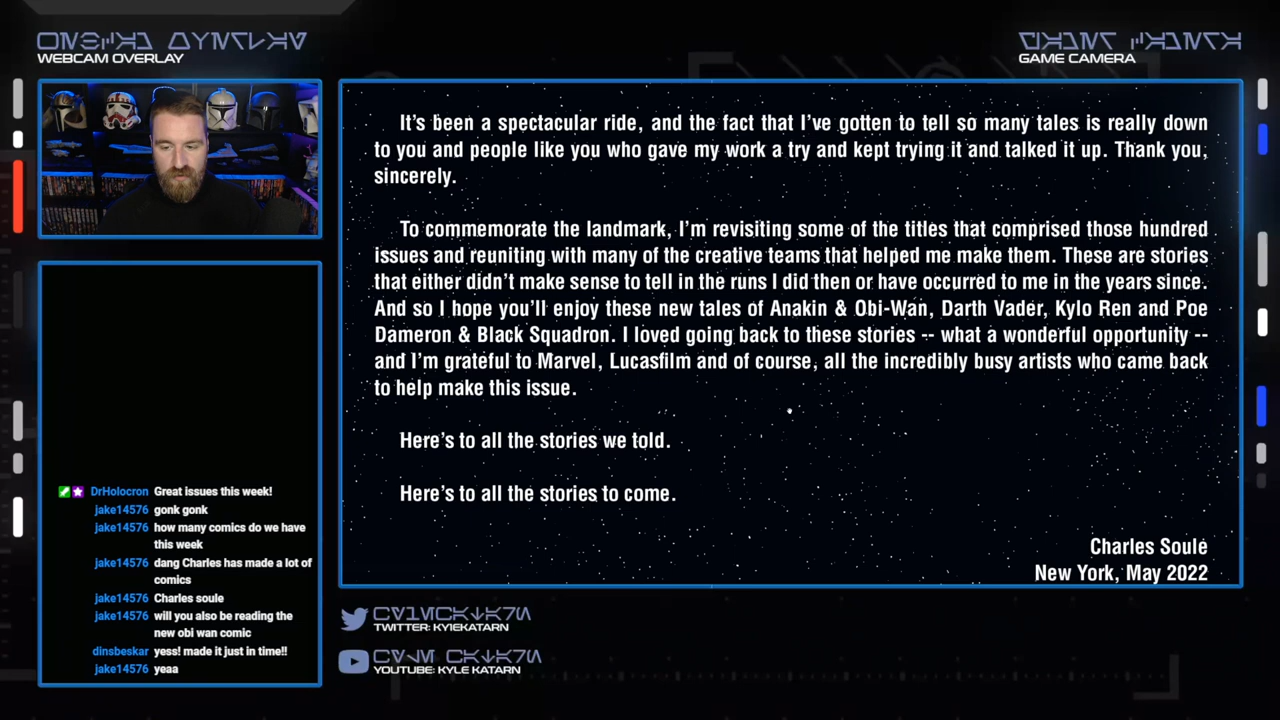 WEBCAM OVERLAY
GAME CAMERA
It's been a spectacular ride, and the fact that I've gotten to tell so many tales is really down
to you and people like you who gave my work a try and kept trying it and talked it up. Thank you,
sincerely.
To commemorate the landmark, I'm revisiting some of the titles that comprised those hundred
issues and reuniting with many of the creative teams that helped me make them. These are stories
that either didn't make sense to tell in the runs I did then or have occurred to me in the years since.
And so I hope you'll enjoy these new tales of Anakin & Obi-Wan, Darth Vader, Kylo Ren and Poe
Dameron & Black Squadron. I loved going back to these stories -- what a wonderful opportunity --
and I'm grateful to Marvel, Lucasfilm and of course, all the incredibly busy artists who came back
to help make this issue.
Here's to all the stories we told.
Here's to all the stories to come.
Charles Soule
New York, May 2022
DrHolocron Great issues this week!
jake14576 gonk gonk
jake14576 how many comics do we have
this week
jake14576 dang Charles has made a lot of
comics
jake14576 Charles soule
jake14576 will you also be reading the
new obi wan comic
dinsbeskar yess! made it just in time!!
jake14576 yeaa
TWITTER: KY1EKATARN
YOUTUBE: KYLE KATARN